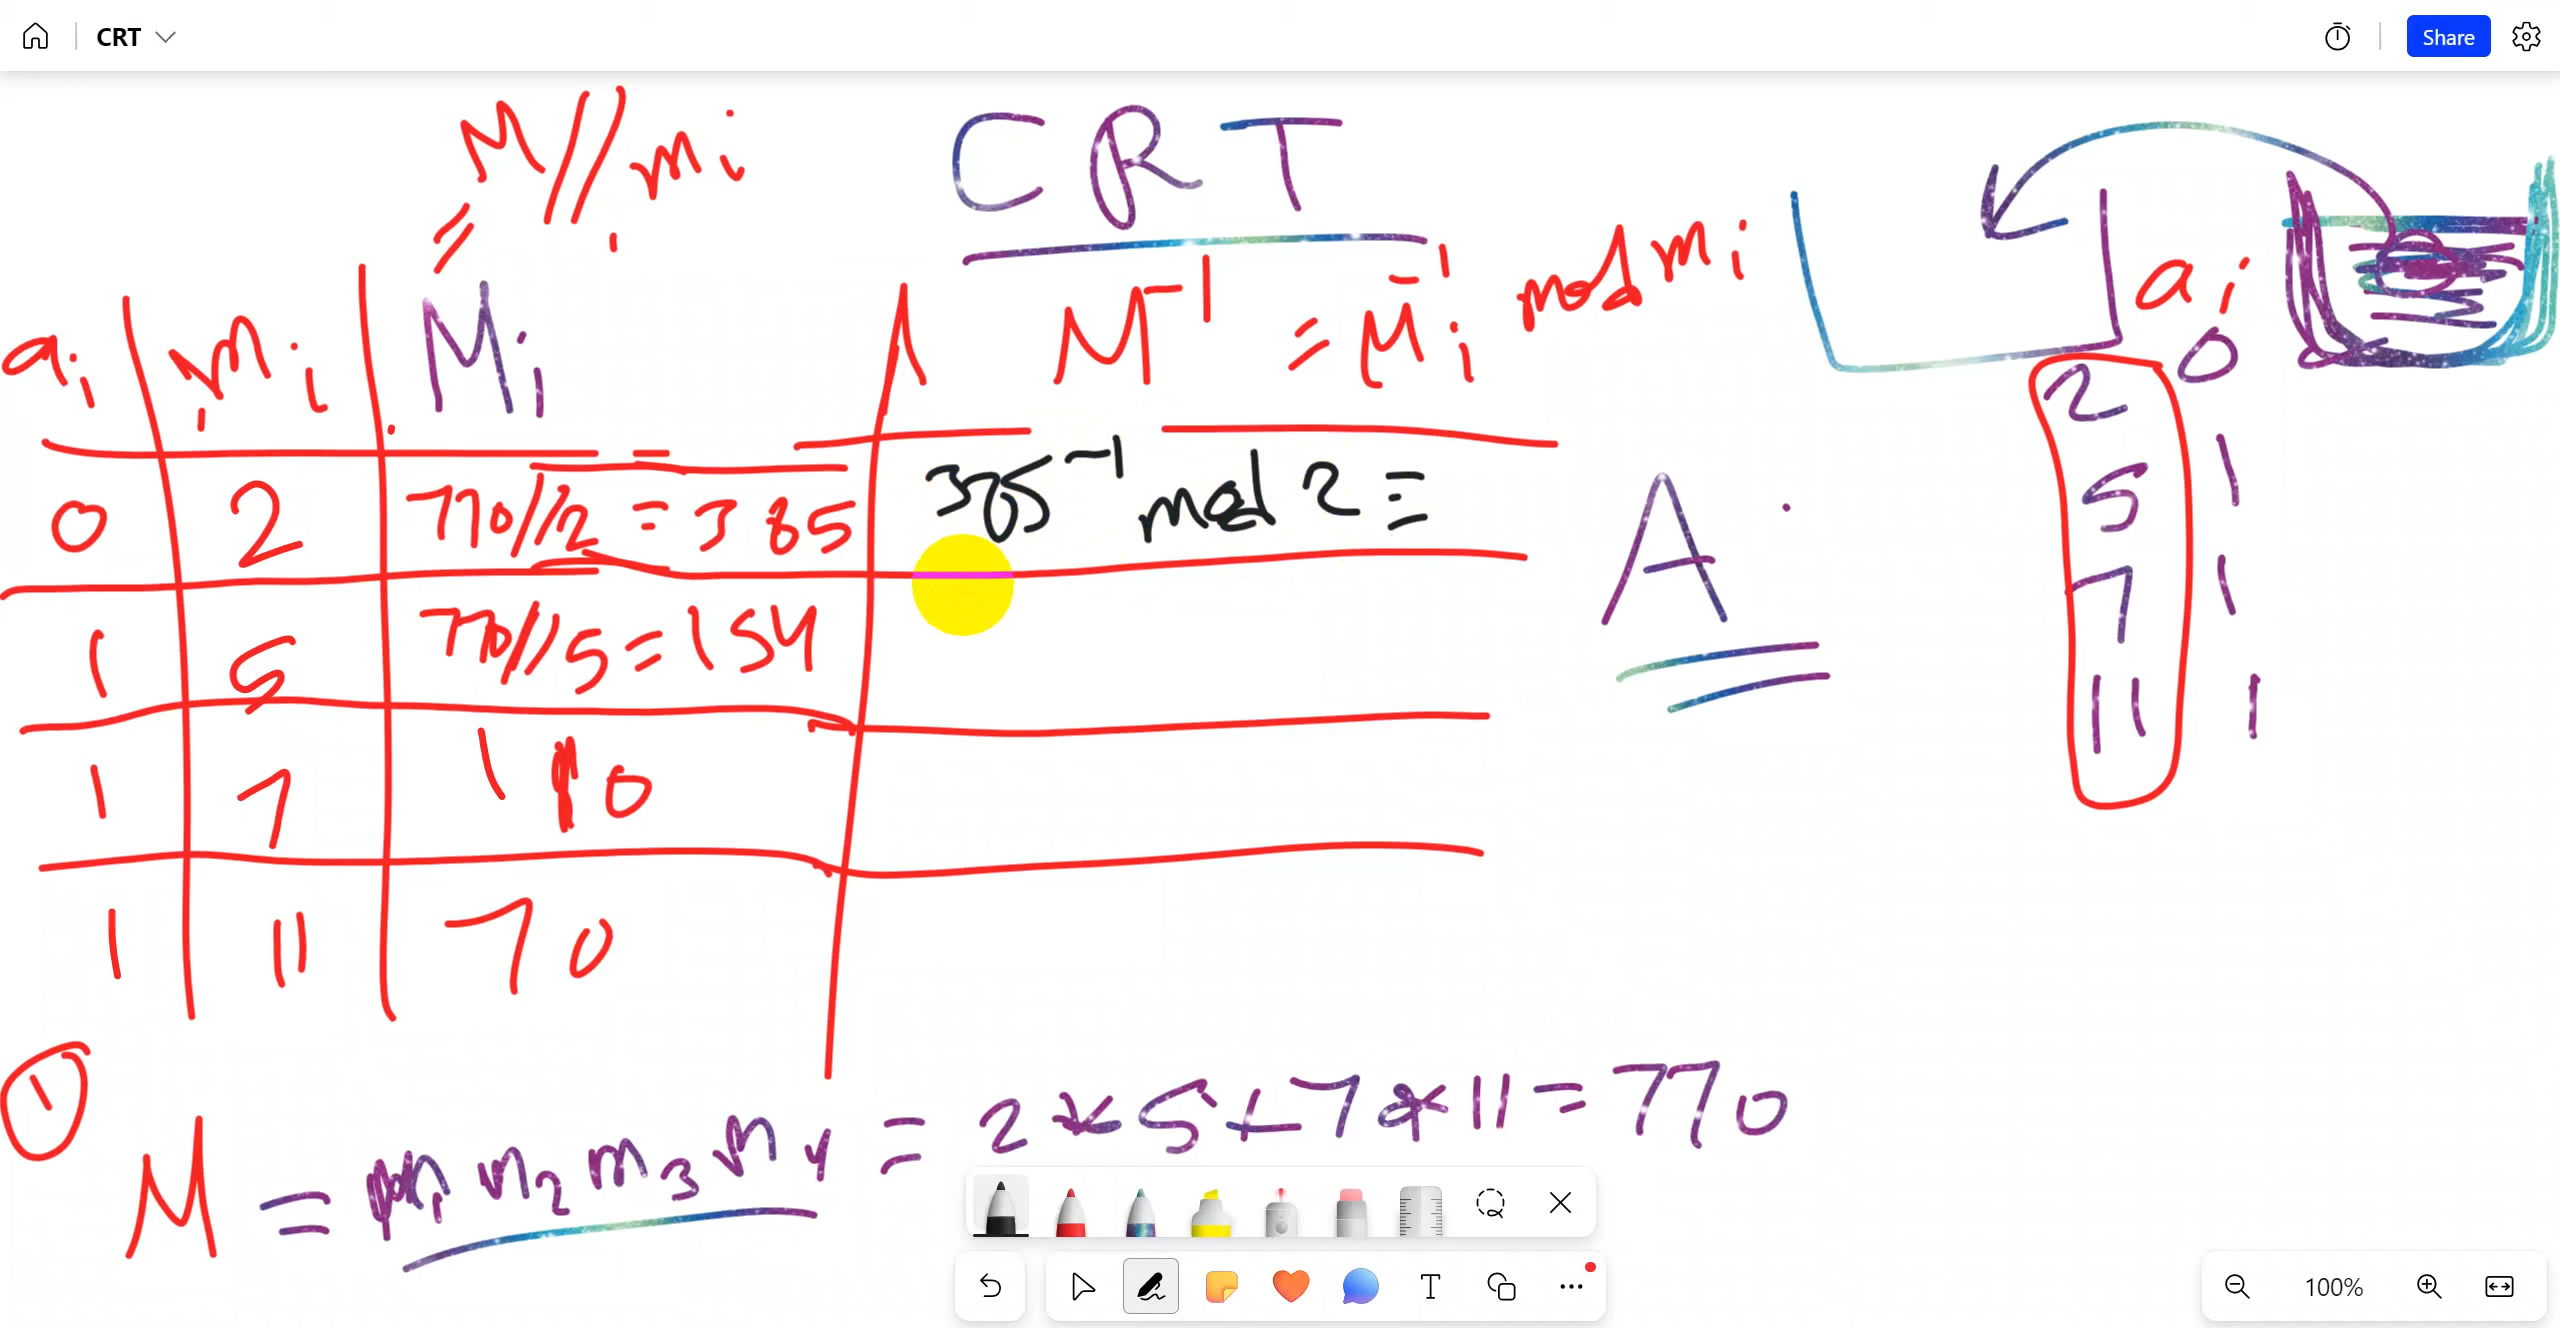 CRT
Share
M//mi
CRT
=
ai mi Mi M⁻¹ = Mi⁻¹ mod mi
ai
0 2 770//2 = 385 385⁻¹ mod 2 ≡
1 5 770//5 = 154
1 7 110
1 11 70
A
2 0
5 1
7 1
11 1
1
M = m1 m2 m3 m4 = 2 * 5 * 7 * 11 = 770
T
100%